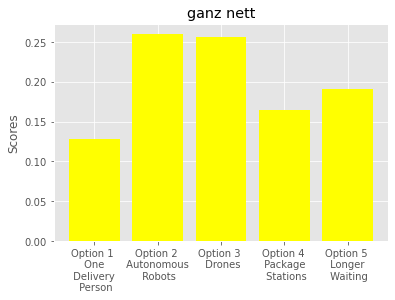 ganz nett
Scores
0.25
0.20
0.15
0.10
0.05
0.00
Option 1
One
Delivery
Person
Option 2
Autonomous
Robots
Option 3
Drones
Option 4
Package
Stations
Option 5
Longer
Waiting